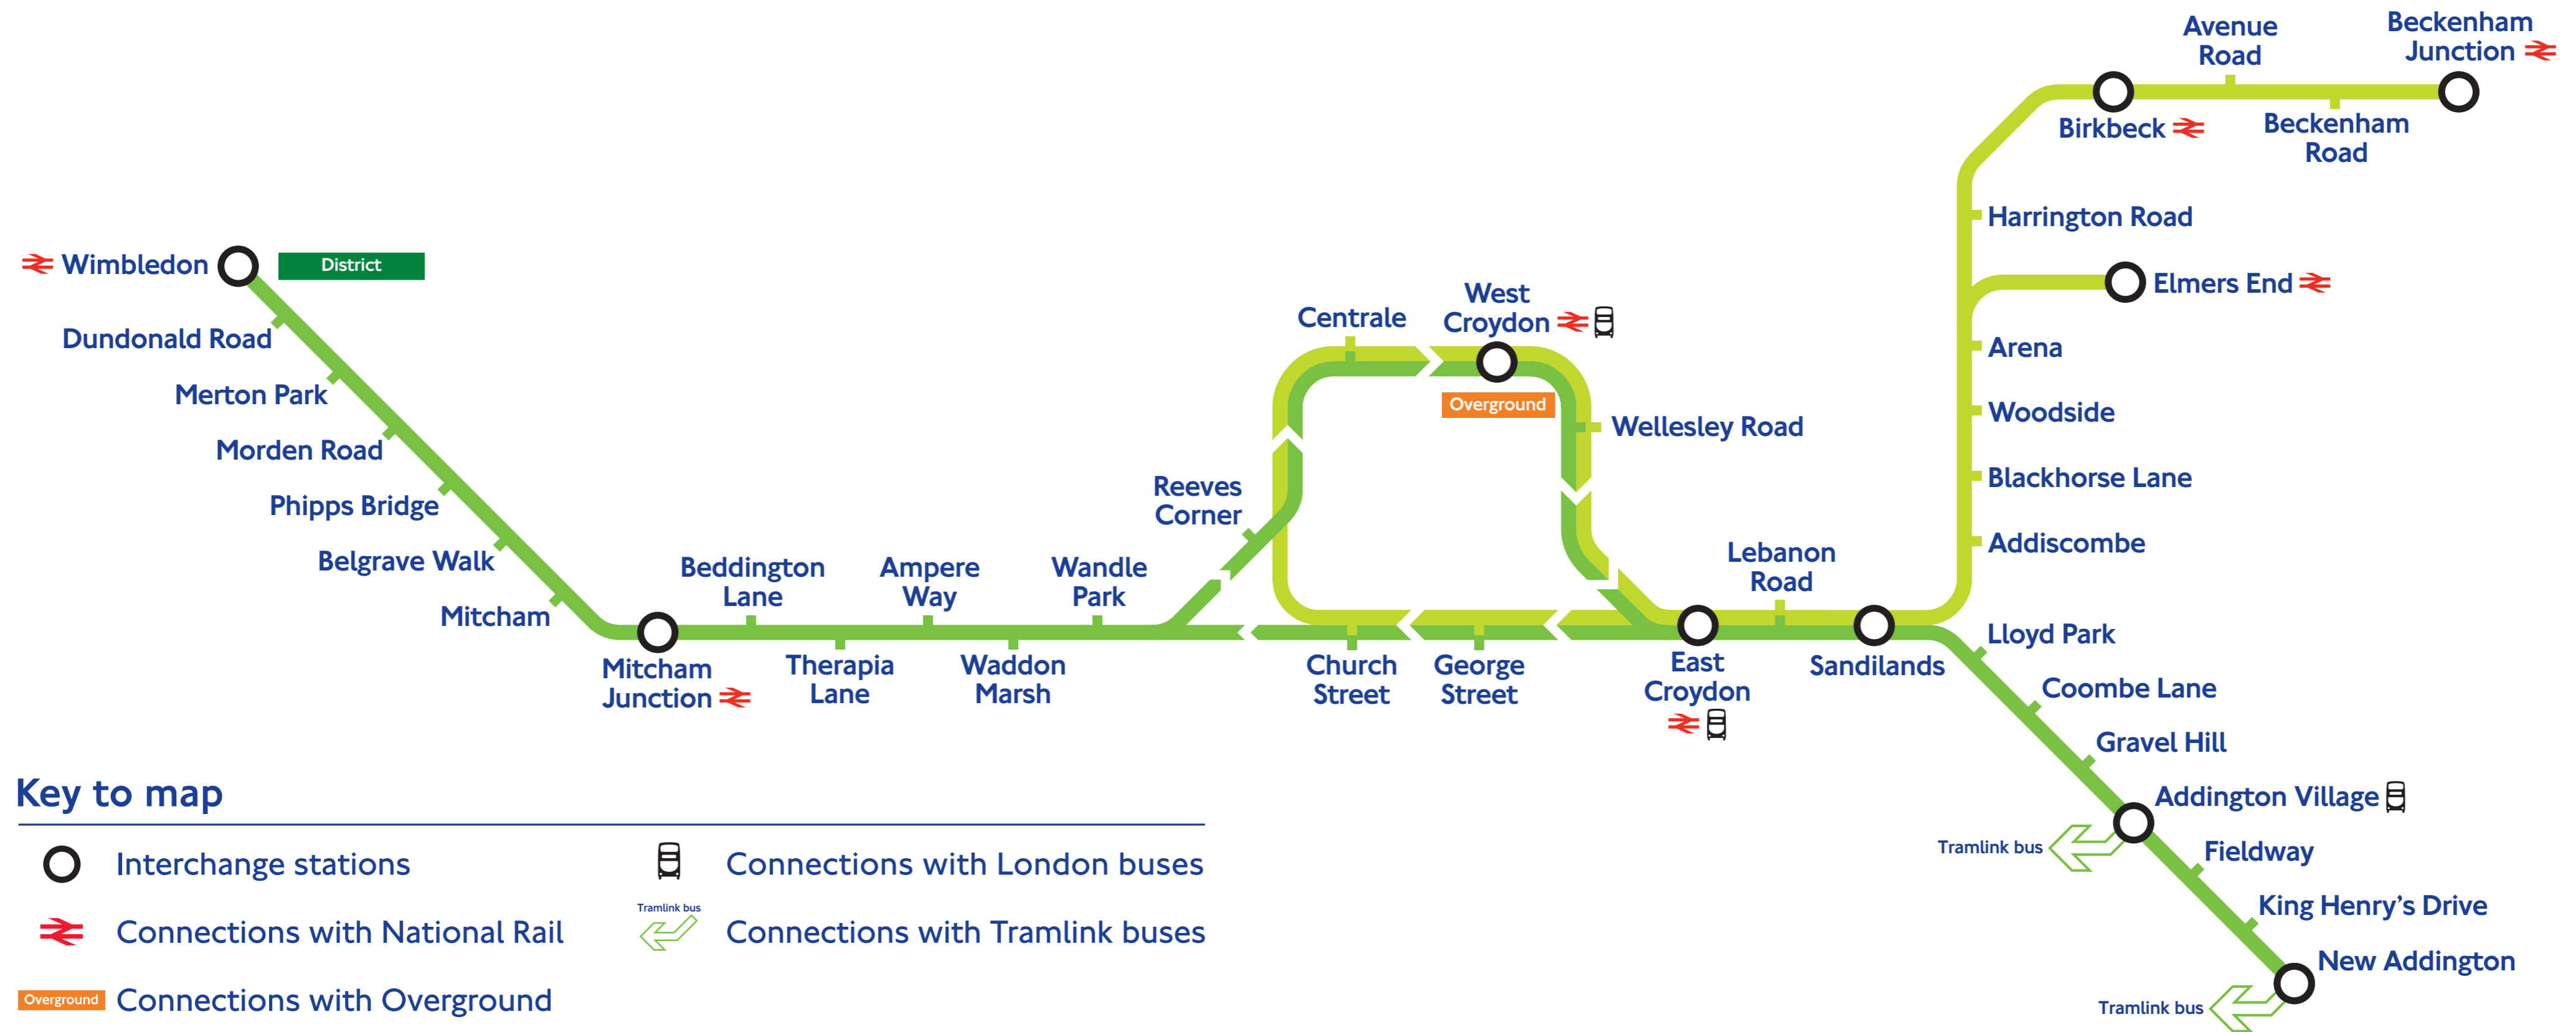 Avenue
Road
Beckenham
Junction
Birkbeck
Beckenham
Road
Harrington Road
Wimbledon
District
Elmers End
Dundonald Road
Centrale
West
Croydon
Overground
Arena
Merton Park
Woodside
Wellesley Road
Morden Road
Blackhorse Lane
Reeves
Corner
Phipps Bridge
Addiscombe
Belgrave Walk
Beddington
Lane
Ampere
Way
Wandle
Park
Lebanon
Road
Mitcham
Lloyd Park
Mitcham
Junction
Therapia
Lane
Waddon
Marsh
Church
Street
George
Street
East
Croydon
Sandilands
Coombe Lane
Gravel Hill
Addington Village
Tramlink bus
Fieldway
King Henry's Drive
New Addington
Tramlink bus
Key to map
Interchange stations
Connections with National Rail
Overground
Connections with Overground
Connections with London buses
Tramlink bus
Connections with Tramlink buses